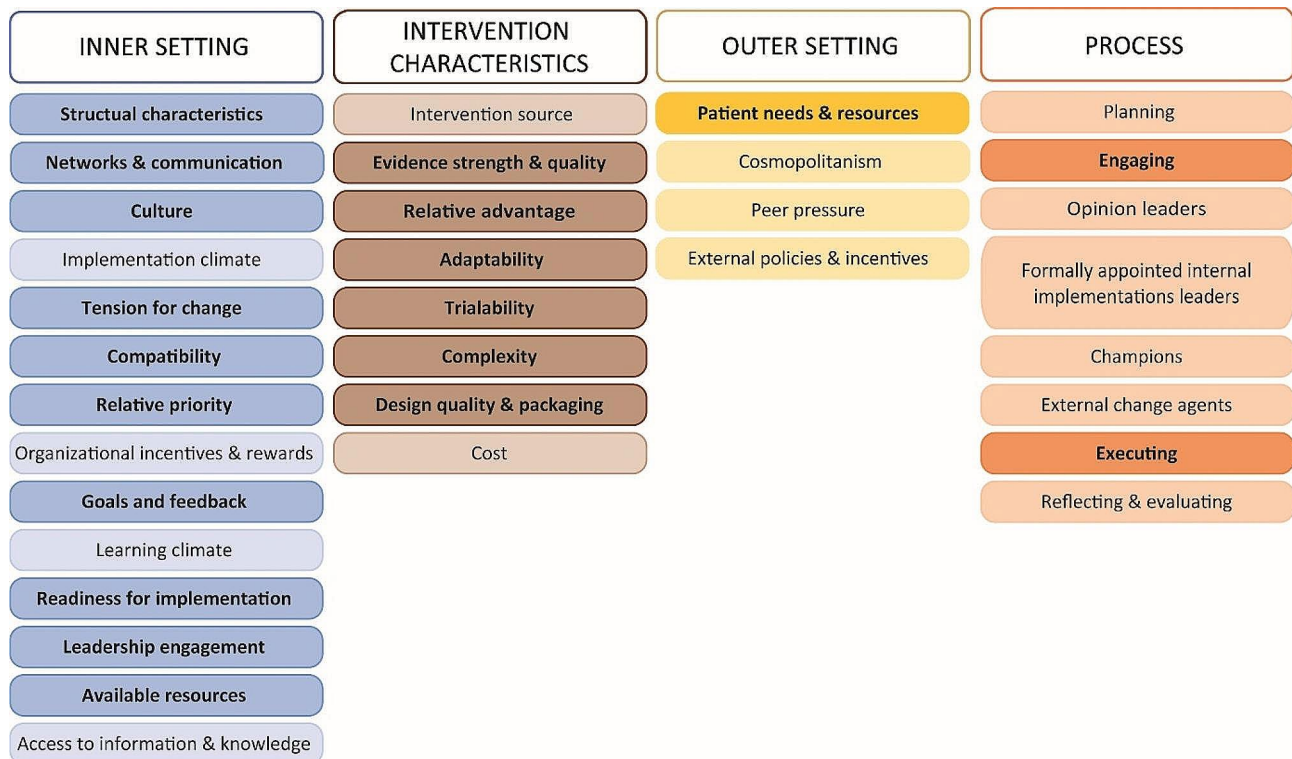 INNER SETTING
Structual characteristics
Networks & communication
Culture
Implementation climate
Tension for change
Compatibility
Relative priority
Organizational incentives & rewards
Goals and feedback
Learning climate
Readiness for implementation
Leadership engagement
Available resources
Access to information & knowledge
INTERVENTION
CHARACTERISTICS
Intervention source
Evidence strength & quality
Relative advantage
Adaptability
Trialability
Complexity
Design quality & packaging
Cost
OUTER SETTING
Patient needs & resources
Cosmopolitanism
Peer pressure
External policies & incentives
PROCESS
Planning
Engaging
Opinion leaders
Formally appointed internal
implementations leaders
Champions
External change agents
Executing
Reflecting & evaluating